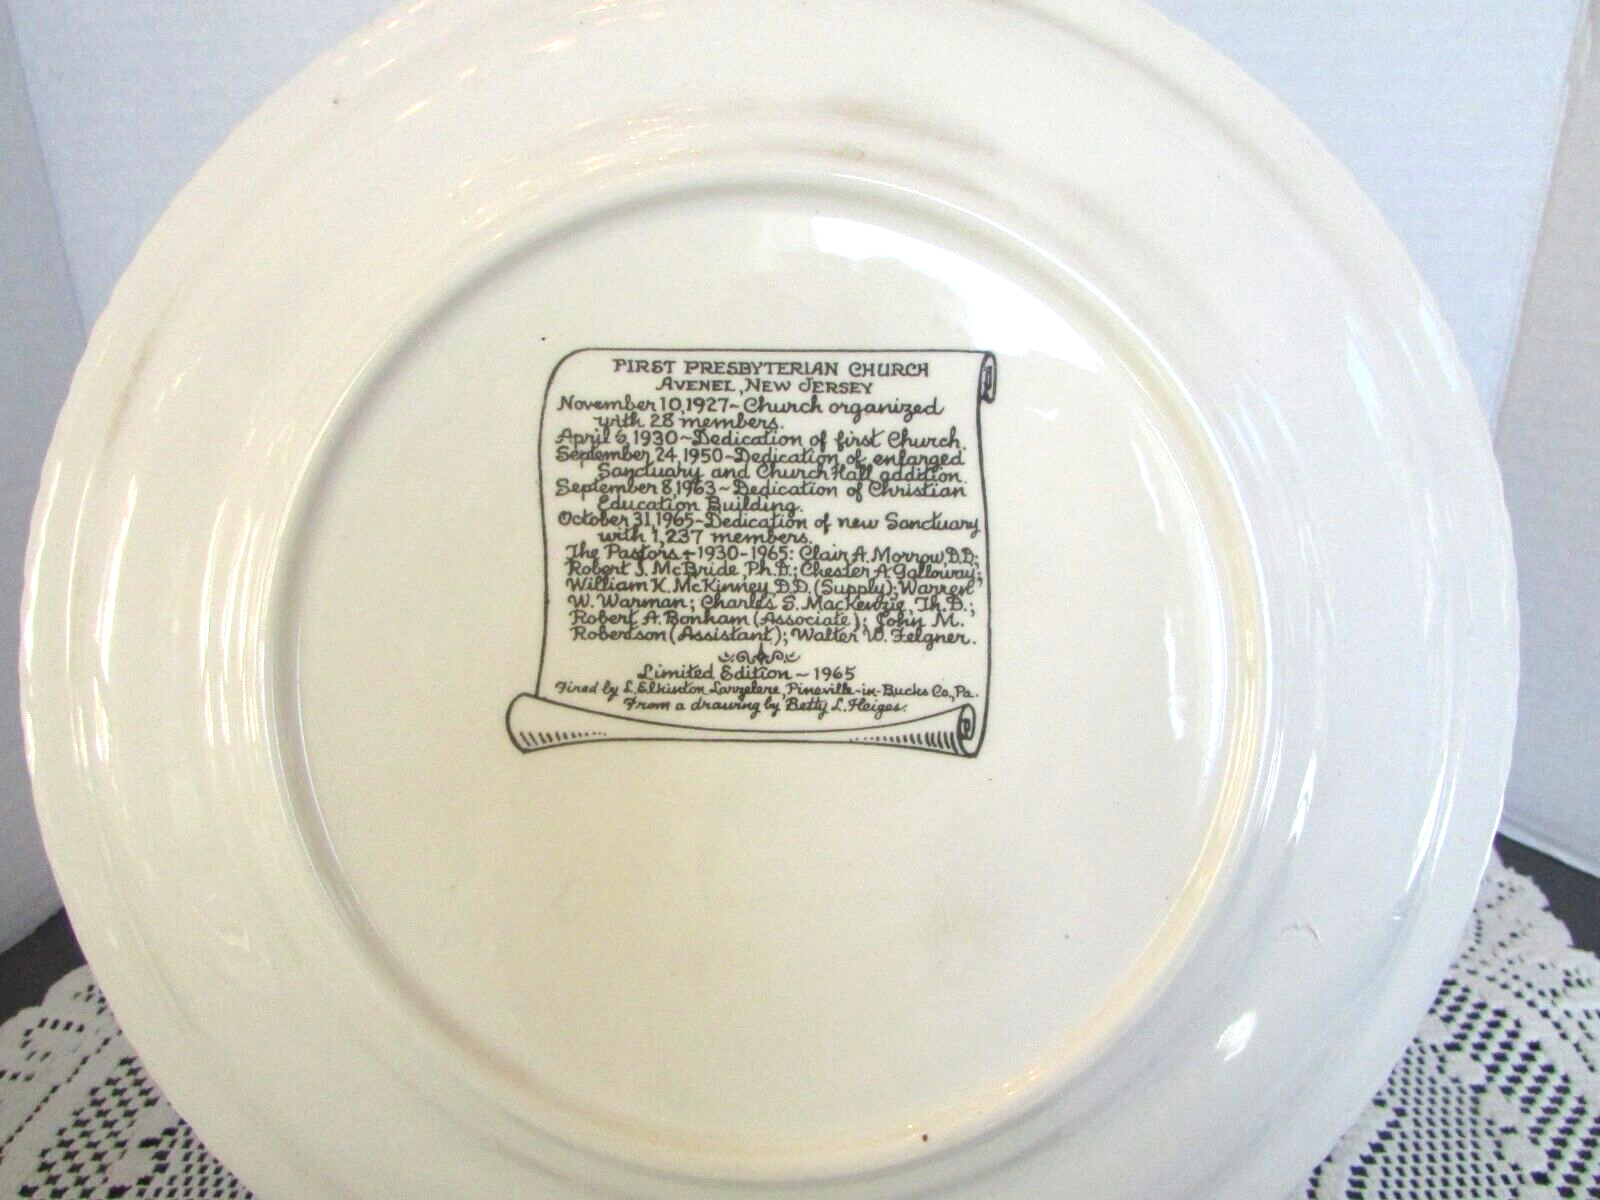 FIRST PRESBYTERIAN CHURCH
AVENEL, NEW JERSEY
November 10, 1927~Church organized
with 28 members.
April 6, 1930~Dedication of first Church.
September 24, 1950~Dedication of enlarged
Sanctuary and Church Hall addition.
September 8, 1963~Dedication of Christian
Education Building.
October 31, 1965~Dedication of new Sanctuary
with 1,237 members.
The Pastors~1930-1965: Clair A. Morrow, D.D.;
Robert J. McBride, Ph.D.; Chester A. Galloway;
William K. McKinney, D.D. (Supply); Warren
W. Warman; Charles S. MacKenzie, Th.D.;
Robert A. Bonham (Associate); John M.
Robertson (Assistant); Walter W. Felgner.
Limited Edition ~ 1965
Fired by L. Elkinton Larzelere, Pineville-in-Bucks Co., Pa.
From a drawing by Betty L. Heiges.